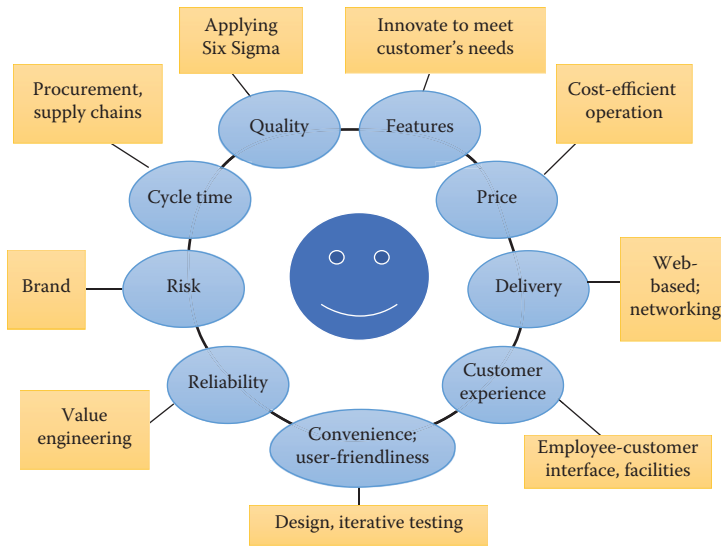 Applying
Six Sigma
Innovate to meet
customer's needs
Procurement,
supply chains
Cost-efficient
operation
Quality
Features
Cycle time
Price
Brand
Risk
Delivery
Web-
based;
networking
Reliability
Customer
experience
Value
engineering
Convenience;
user-friendliness
Employee-customer
interface, facilities
Design, iterative testing